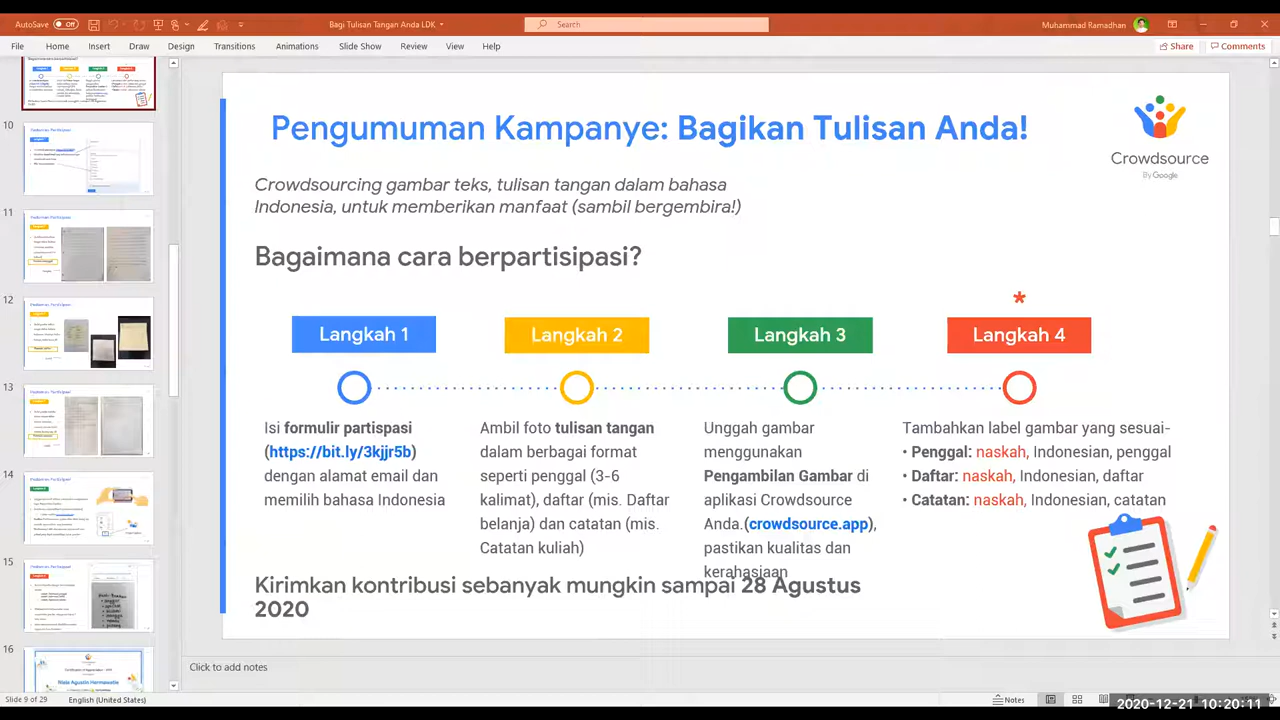 AutoSave Off
Bagi Tulisan Tangan Anda LDK
Search
Muhammad Ramadhan
File Home Insert Draw Design Transitions Animations Slide Show Review View Help
Share Comments
10
11
12
13
14
15
16
Pengumuman Kampanye: Bagikan Tulisan Anda!
Crowdsource
By Google
Crowdsourcing gambar teks, tulisan tangan dalam bahasa
Indonesia, untuk memberikan manfaat (sambil bergembira!)
Bagaimana cara berpartisipasi?
*
Langkah 1
Langkah 2
Langkah 3
Langkah 4
Isi formulir partispasi
(https://bit.ly/3kjjr5b)
dengan alamat email dan
memilih bahasa Indonesia
Ambil foto tulisan tangan
dalam berbagai format
seperti penggal (3-6
kalimat), daftar (mis. Daftar
belanja) dan catatan (mis.
Catatan kuliah)
Unggah gambar
menggunakan
Pengambilan Gambar di
aplikasi Crowdsource
Anda.(crowdsource.app),
pastikan kualitas dan
kerahasiaan
Tambahkan label gambar yang sesuai-
• Penggal: naskah, Indonesian, penggal
• Daftar: naskah, Indonesian, daftar
• Catatan: naskah, Indonesian, catatan
Kirimkan kontribusi sebanyak mungkin sampai 28 Agustus
2020
Click to add notes
Slide 9 of 29 English (United States)
Notes
2020-12-21 10:20:11